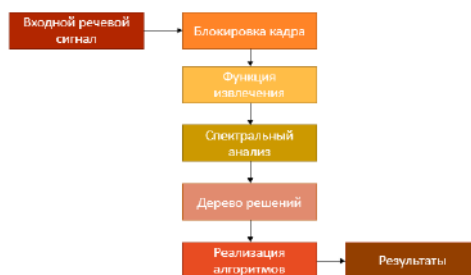 Входной речевой
сигнал
Блокировка кадра
Функция
извлечения
Спектральный
анализ
Дерево решений
Реализация
алгоритмов
Результаты